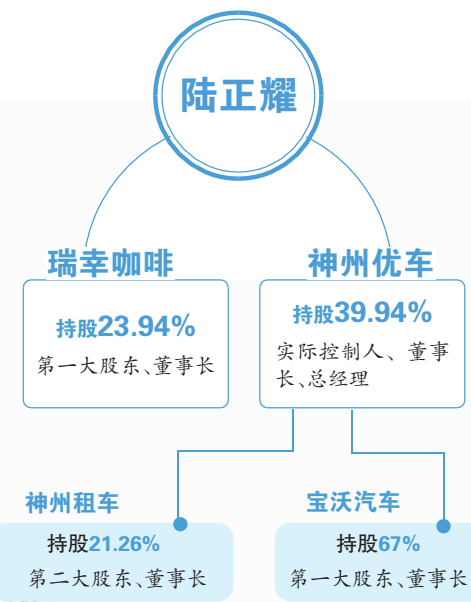 陆正耀
瑞幸咖啡
持股23.94%
第一大股东、董事长
神州优车
持股39.94%
实际控制人、董事
长、总经理
神州租车
持股21.26%
第二大股东、董事长
宝沃汽车
持股67%
第一大股东、董事长